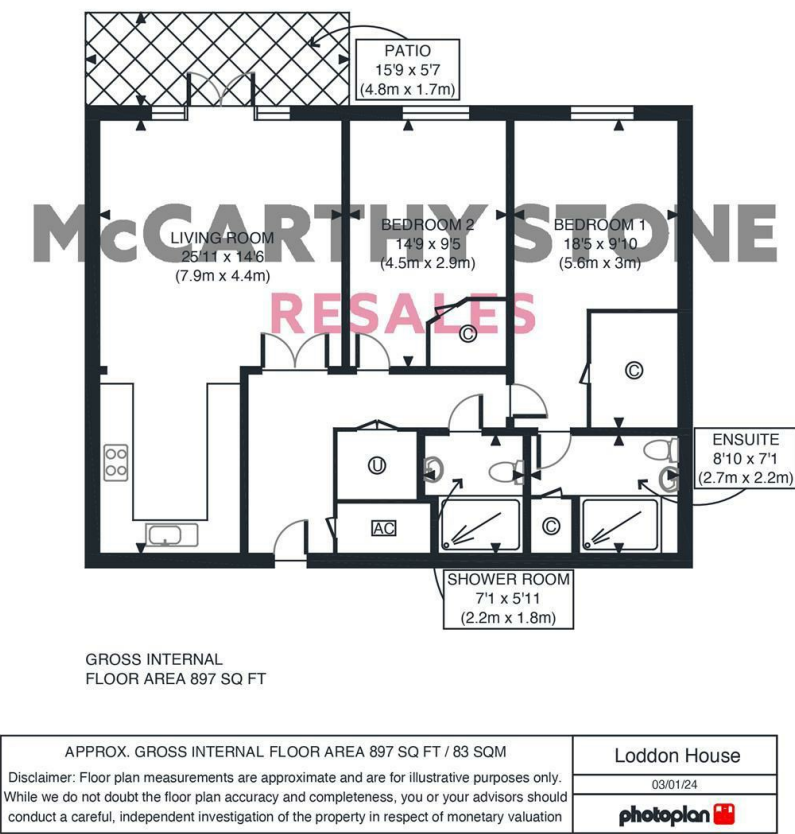 PATIO
15'9 x 5'7
(4.8m x 1.7m)
McCARTHY STONE
RESALES
LIVING ROOM
25'11 x 14'6
(7.9m x 4.4m)
BEDROOM 2
14'9 x 9'5
(4.5m x 2.9m)
BEDROOM 1
18'5 x 9'10
(5.6m x 3m)
C
C
ENSUITE
8'10 x 7'1
(2.7m x 2.2m)
U
AC
C
SHOWER ROOM
7'1 x 5'11
(2.2m x 1.8m)
GROSS INTERNAL
FLOOR AREA 897 SQ FT
APPROX. GROSS INTERNAL FLOOR AREA 897 SQ FT / 83 SQM
Disclaimer: Floor plan measurements are approximate and are for illustrative purposes only.
While we do not doubt the floor plan accuracy and completeness, you or your advisors should
conduct a careful, independent investigation of the property in respect of monetary valuation
Loddon House
03/01/24
photoplan